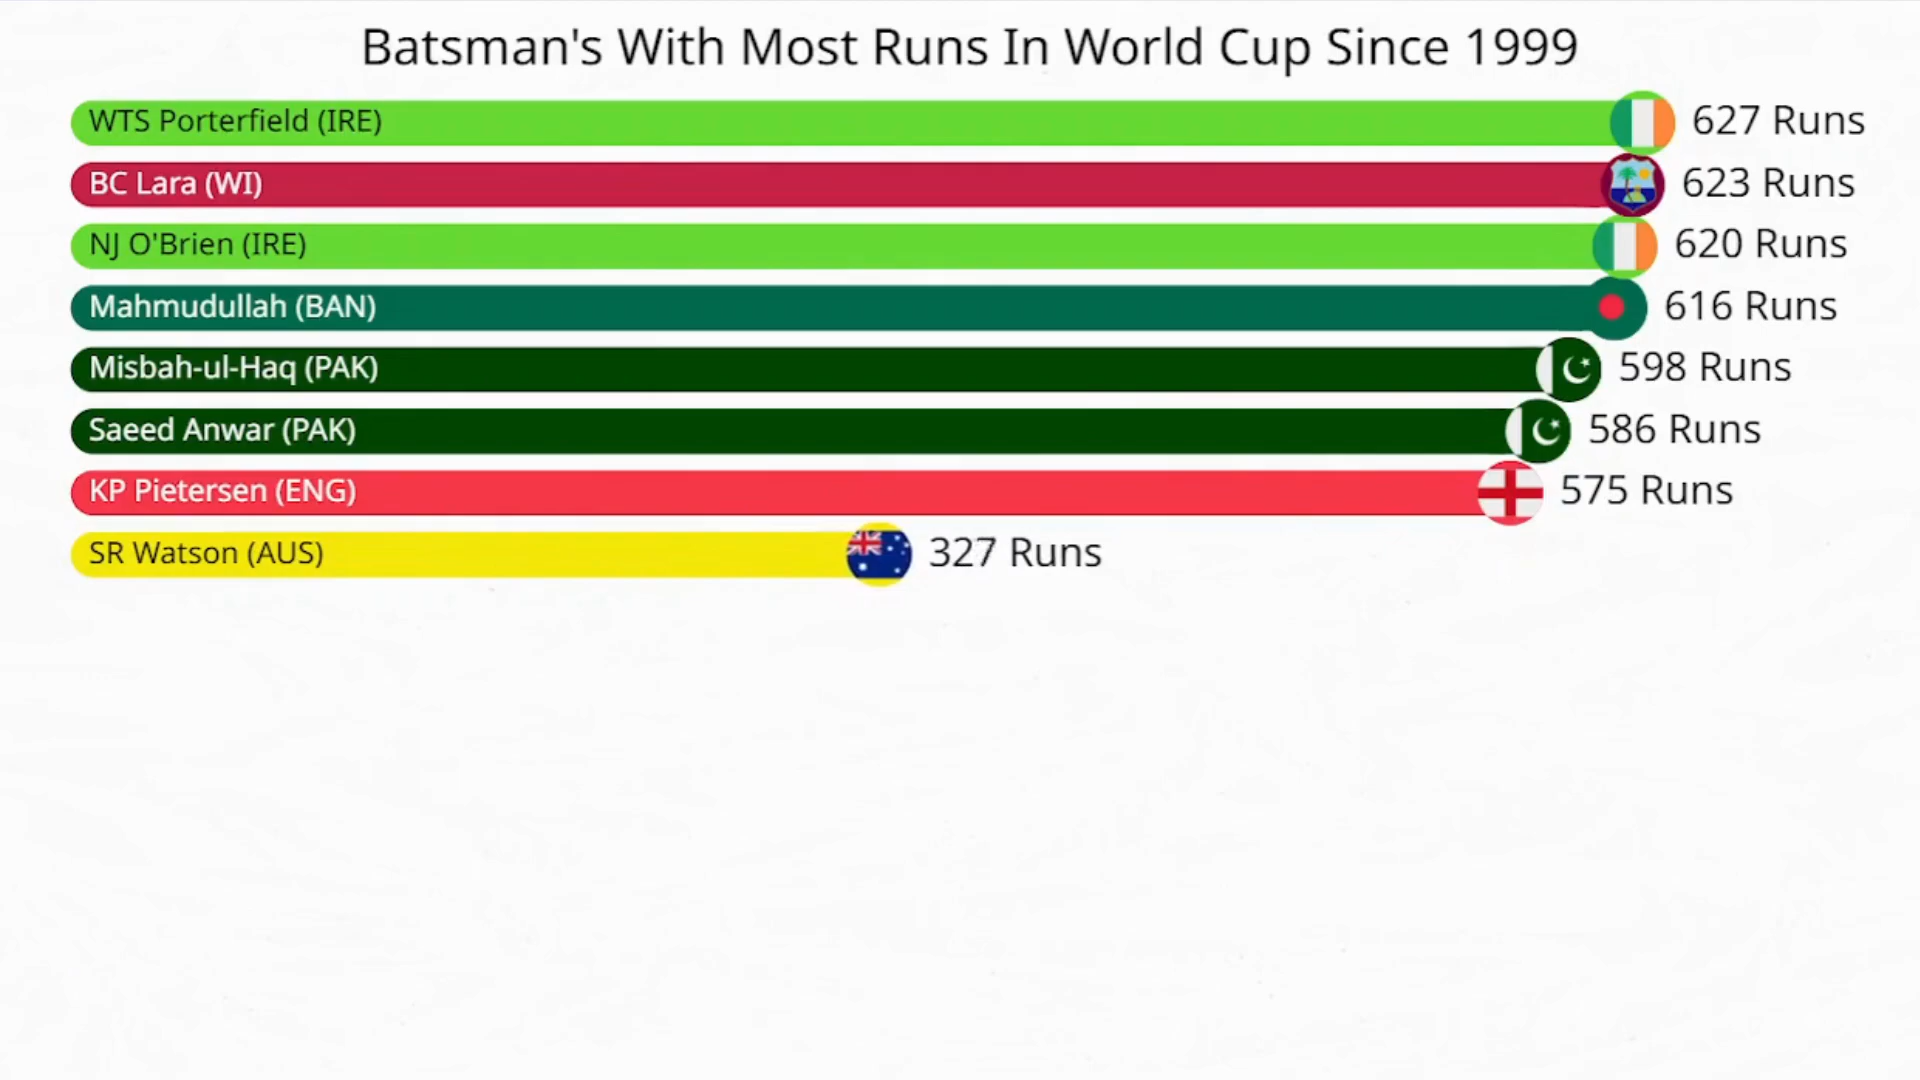 Batsman's With Most Runs In World Cup Since 1999
WTS Porterfield (IRE) 627 Runs
BC Lara (WI) 623 Runs
NJ O'Brien (IRE) 620 Runs
Mahmudullah (BAN) 616 Runs
Misbah-ul-Haq (PAK) 598 Runs
Saeed Anwar (PAK) 586 Runs
KP Pietersen (ENG) 575 Runs
SR Watson (AUS) 327 Runs